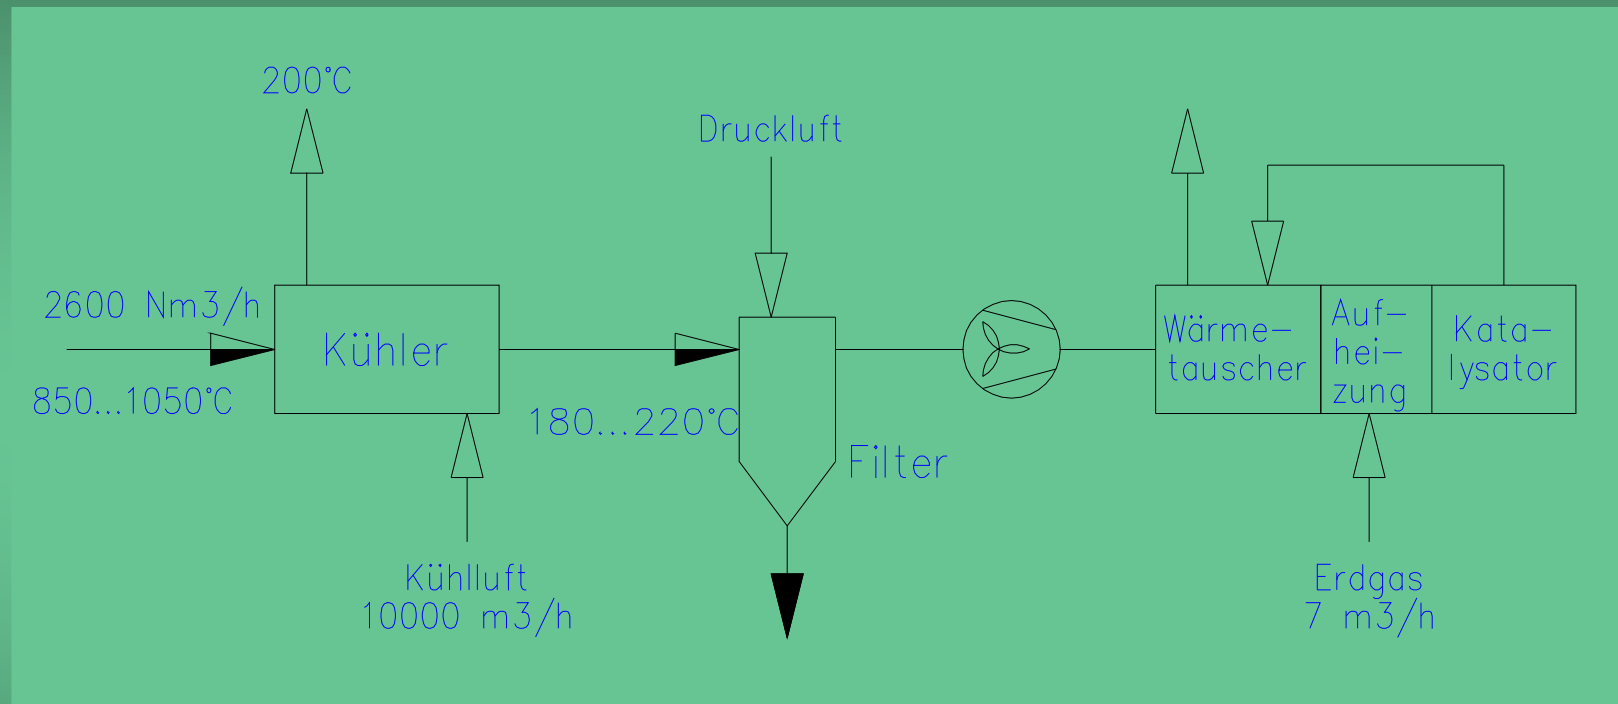 200°C
Druckluft
2600 Nm3/h
850...1050°C
Kühler
180...220°C
Filter
Wärme-
tauscher
Auf-
hei-
zung
Kata-
lysator
Kühlluft
10000 m3/h
Erdgas
7 m3/h